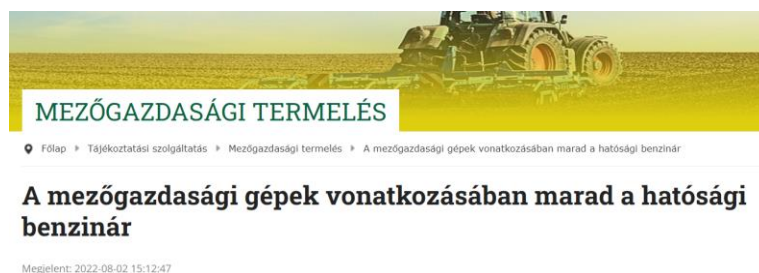 MEZŐGAZDASÁGI TERMELÉS
Főlap ▸ Tájékoztatási szolgáltatás ▸ Mezőgazdasági termelés ▸ A mezőgazdasági gépek vonatkozásában marad a hatósági benzinár
A mezőgazdasági gépek vonatkozásában marad a hatósági
benzinár
Megjelent: 2022-08-02 15:12:47